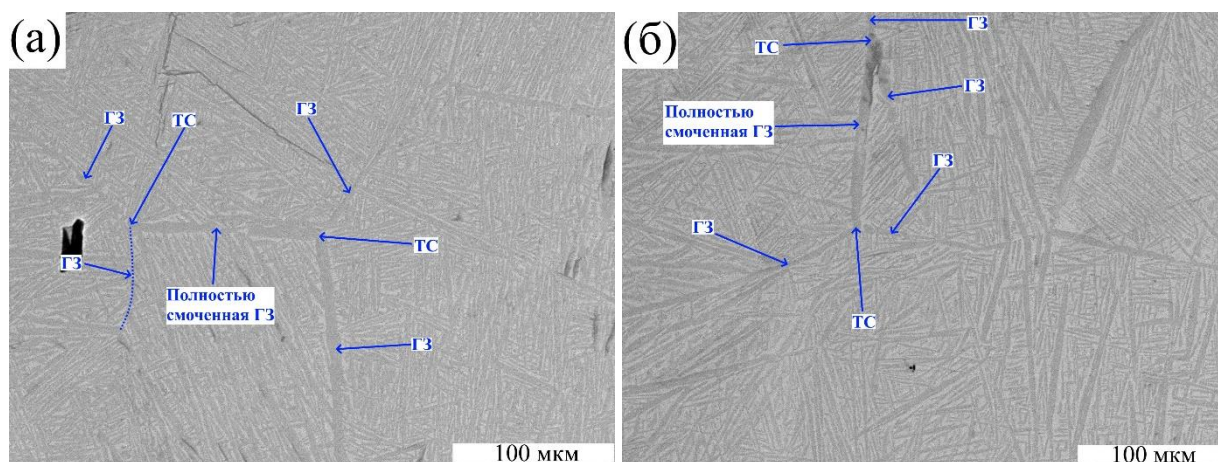 (а)
ГЗ
ТС
ГЗ
ГЗ
ТС
Полностью
смоченная ГЗ
ГЗ
100 мкм
(б)
ГЗ
ТС
ГЗ
Полностью
смоченная ГЗ
ГЗ
ГЗ
ТС
100 мкм